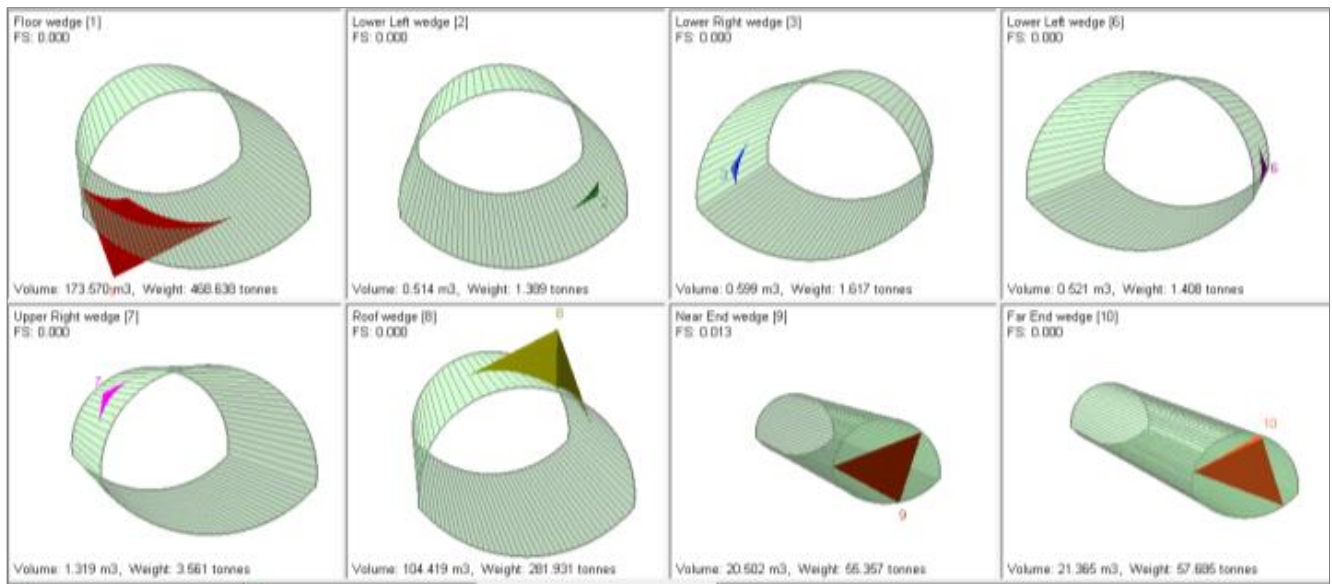 Floor wedge [1]
FS: 0.000
Volume: 173.570 m3, Weight: 468.638 tonnes
Lower Left wedge [2]
FS: 0.000
2
Volume: 0.514 m3, Weight: 1.389 tonnes
Lower Right wedge [3]
FS: 0.000
3
Volume: 0.599 m3, Weight: 1.617 tonnes
Lower Left wedge [6]
FS: 0.000
6
Volume: 0.521 m3, Weight: 1.408 tonnes
Upper Right wedge [7]
FS: 0.000
7
Volume: 1.319 m3, Weight: 3.561 tonnes
Roof wedge [8]
FS: 0.000
8
Volume: 104.419 m3, Weight: 281.931 tonnes
Near End wedge [9]
FS: 0.013
9
Volume: 20.502 m3, Weight: 55.357 tonnes
Far End wedge [10]
FS: 0.000
10
Volume: 21.365 m3, Weight: 57.685 tonnes